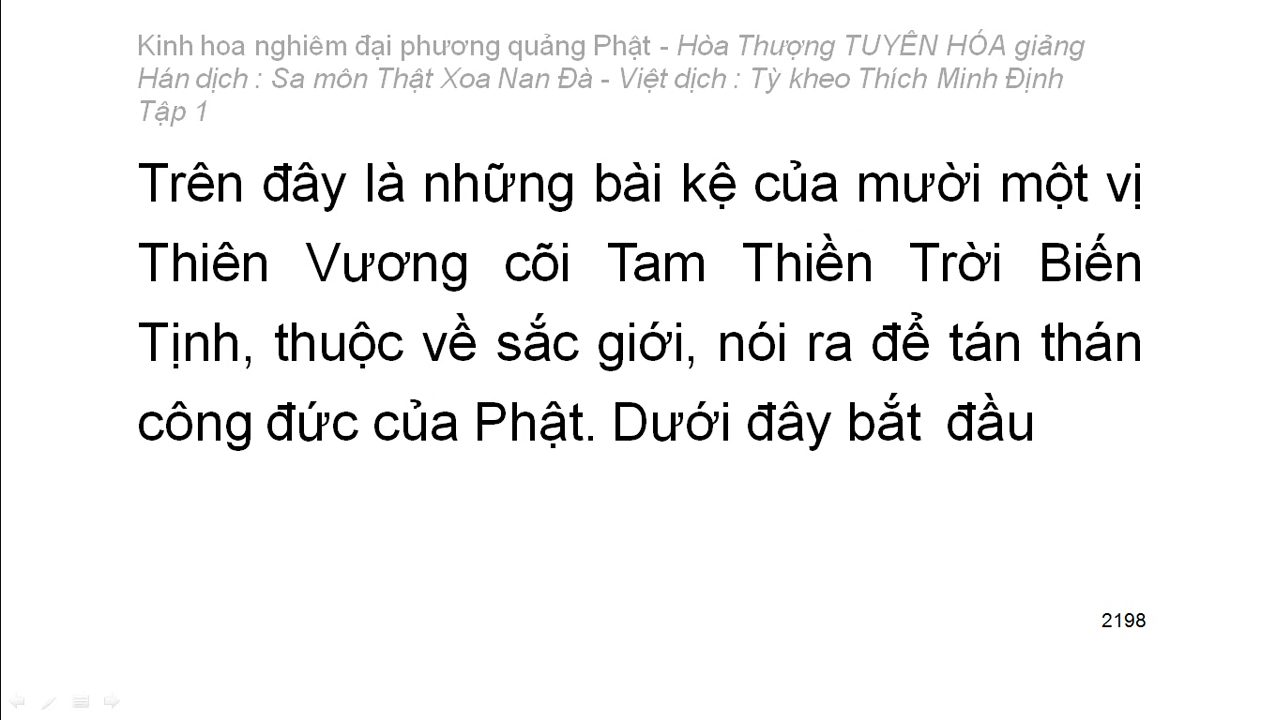 Kinh hoa nghiêm đại phương quảng Phật - Hòa Thượng TUYÊN HÓA giảng
Hán dịch : Sa môn Thật Xoa Nan Đà - Việt dịch : Tỳ kheo Thích Minh Định
Tập 1
Trên đây là những bài kệ của mười một vị
Thiên Vương cõi Tam Thiền Trời Biến
Tịnh, thuộc về sắc giới, nói ra để tán thán
công đức của Phật. Dưới đây bắt đầu
2198